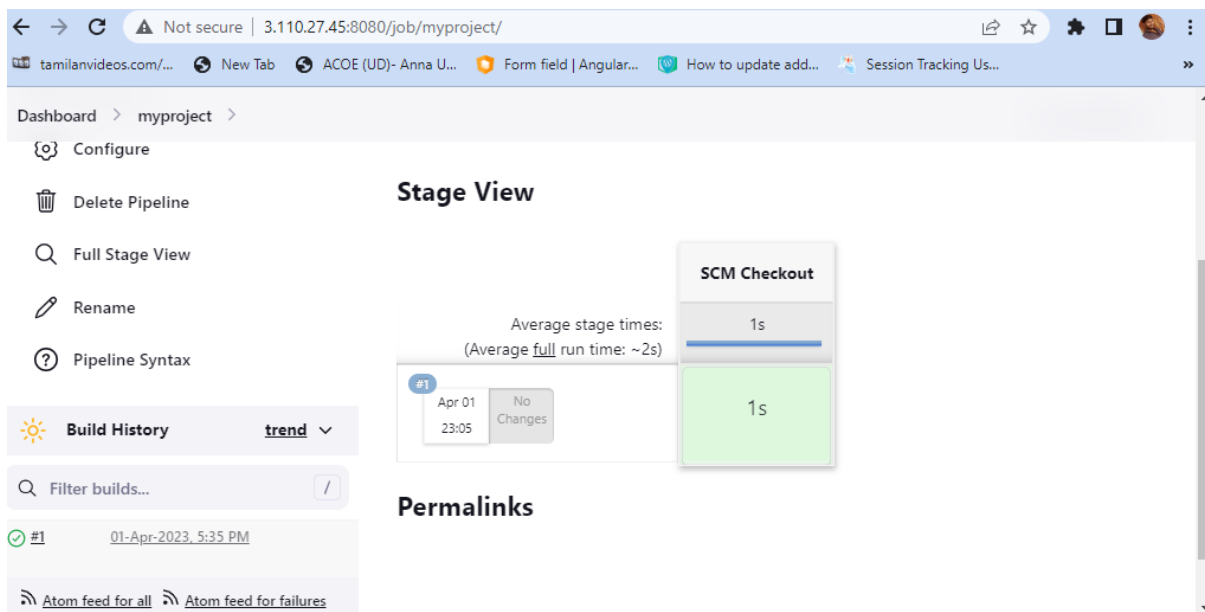 Not secure | 3.110.27.45:8080/job/myproject/
tamilanvideos.com/... New Tab ACOE (UD)- Anna U... Form field | Angular... How to update add... Session Tracking Us... »
Dashboard > myproject >
Configure
Delete Pipeline
Full Stage View
Rename
Pipeline Syntax
Build History trend
Filter builds... /
#1 01-Apr-2023, 5:35 PM
Atom feed for all Atom feed for failures
Stage View
SCM Checkout
Average stage times: 1s
(Average full run time: ~2s)
#1
Apr 01
23:05
No
Changes
1s
Permalinks